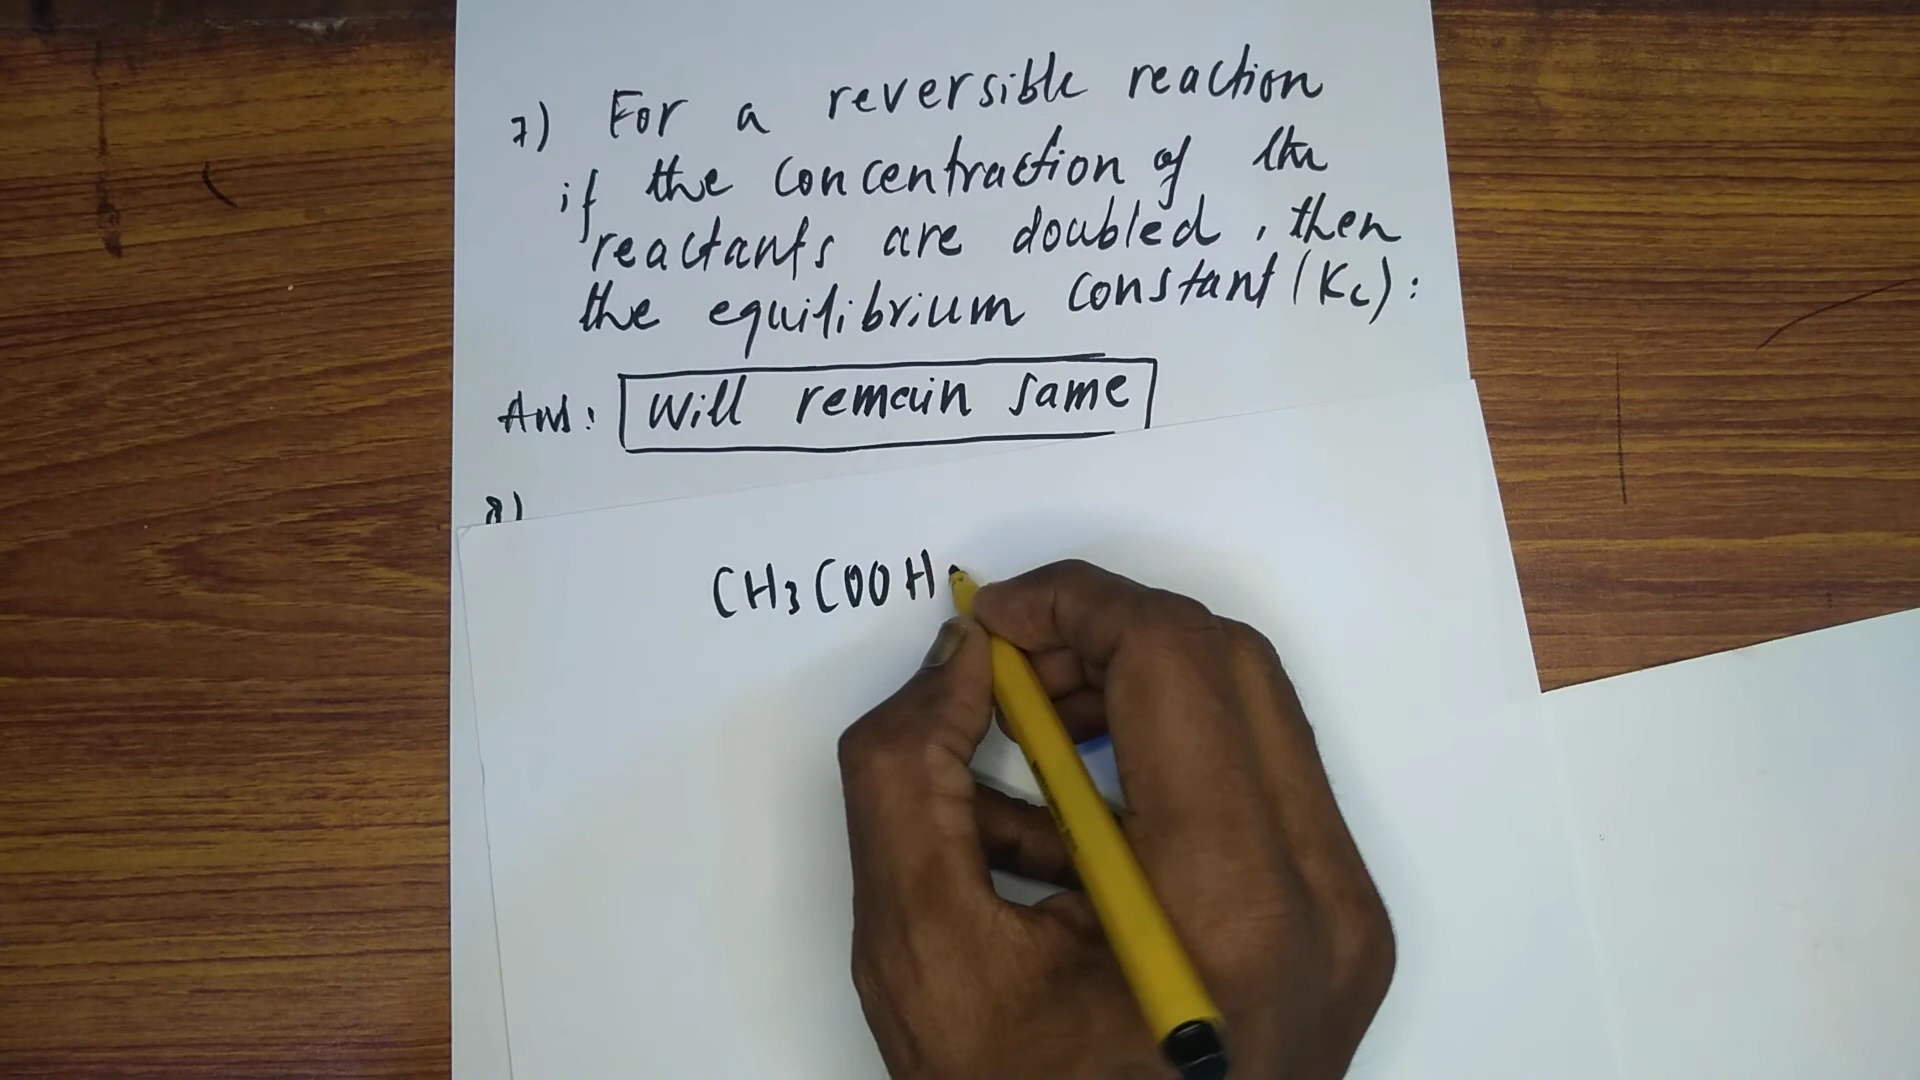 7) For a reversible reaction
if the concentraction of the
reactants are doubled, then
the equilibrium constant (Kc):
Ans: Will remain same
8)
CH3COOH